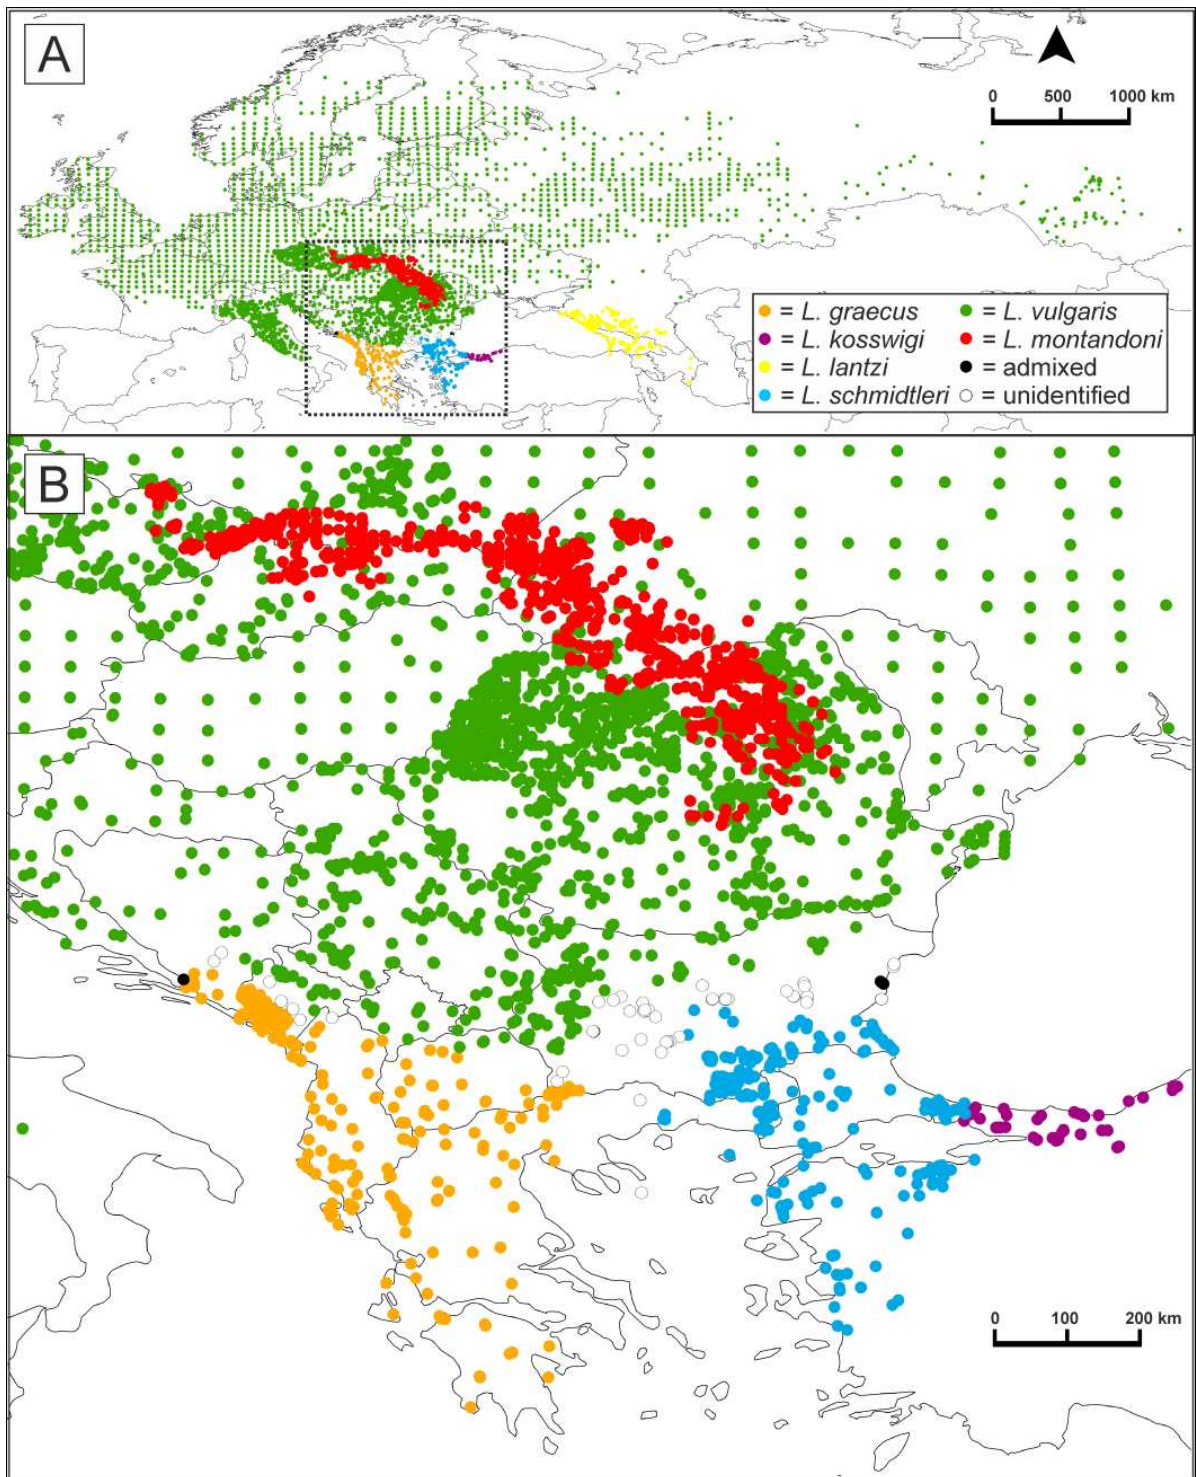 A
0 500 1000 km
= L. graecus
= L. kosswigi
= L. lantzi
= L. schmidtleri
= L. vulgaris
= L. montandoni
= admixed
= unidentified
B
0 100 200 km